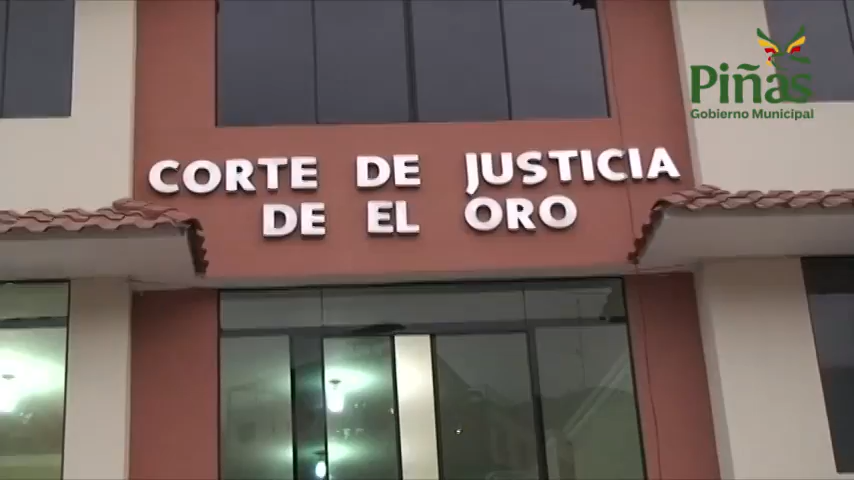 Piñas
Gobierno Municipal
CORTE DE JUSTICIA
DE EL ORO